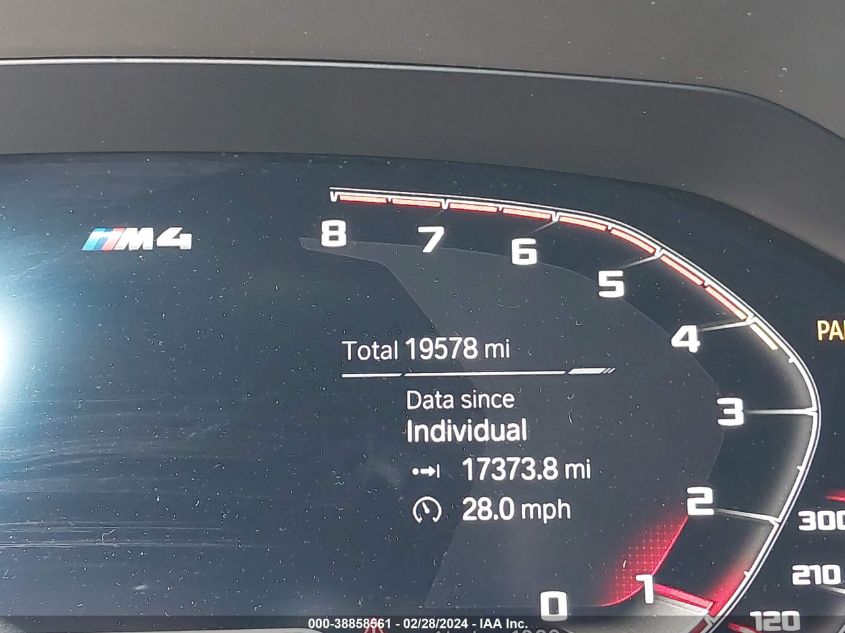 M4
8
7
6
5
4
3
2
1
0
Total 19578 mi
Data since
Individual
17373.8 mi
28.0 mph
300
210
120
000-38858561 / 02/28/2024 - IAA Inc.